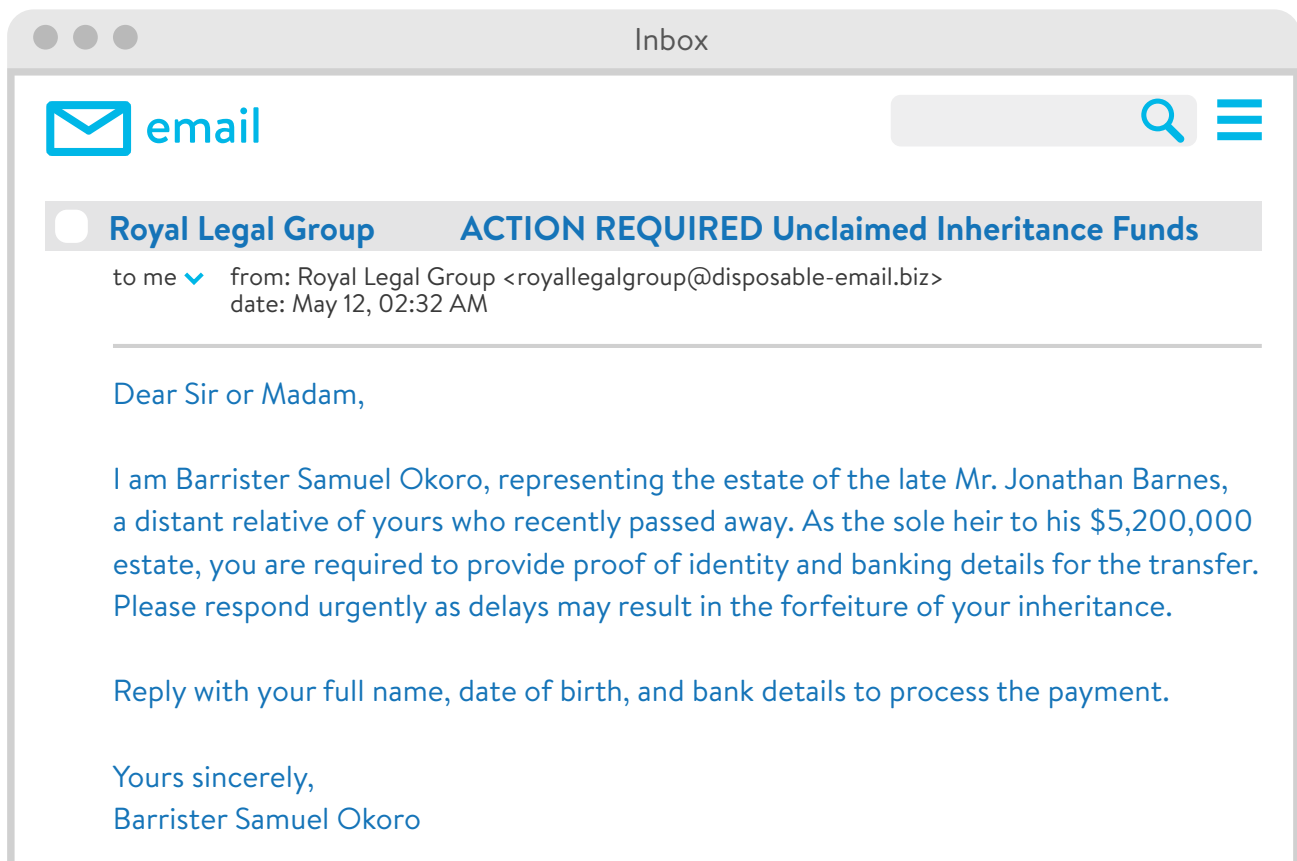 Inbox
email
Royal Legal Group ACTION REQUIRED Unclaimed Inheritance Funds
to me from: Royal Legal Group <royallegalgroup@disposable-email.biz>
date: May 12, 02:32 AM
Dear Sir or Madam,
I am Barrister Samuel Okoro, representing the estate of the late Mr. Jonathan Barnes,
a distant relative of yours who recently passed away. As the sole heir to his $5,200,000
estate, you are required to provide proof of identity and banking details for the transfer.
Please respond urgently as delays may result in the forfeiture of your inheritance.
Reply with your full name, date of birth, and bank details to process the payment.
Yours sincerely,
Barrister Samuel Okoro